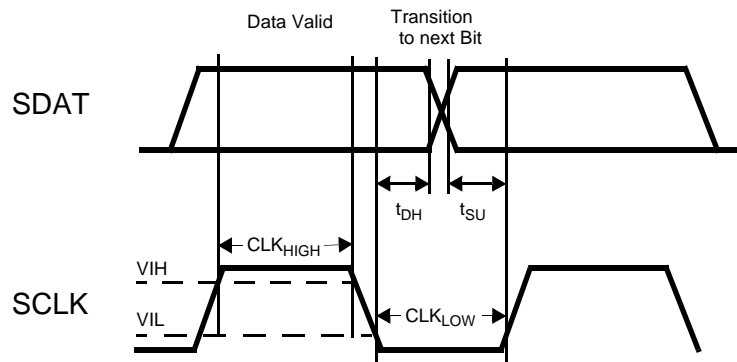 Data Valid
Transition
to next Bit
SDAT
tDH
tSU
CLKHIGH
VIH
SCLK
VIL
CLKLOW